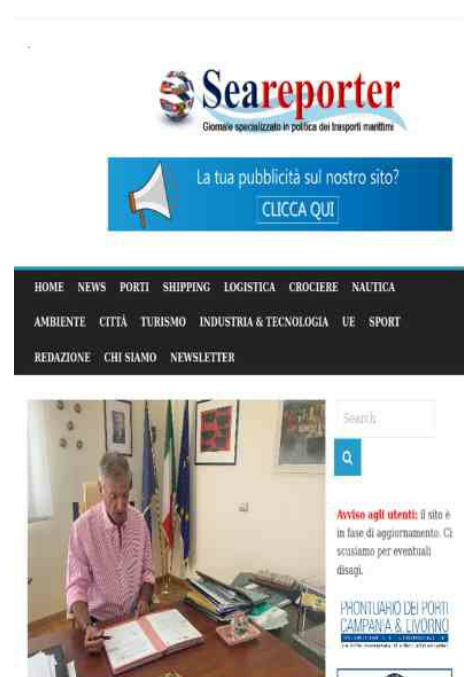 Seareporter
Giornale specializzato in politica dei trasporti marittimi
La tua pubblicità sul nostro sito?
CLICCA QUI
HOME NEWS PORTI SHIPPING LOGISTICA CROCIERE NAUTICA
AMBIENTE CITTÀ TURISMO INDUSTRIA & TECNOLOGIA UE SPORT
REDAZIONE CHI SIAMO NEWSLETTER
Search
Avviso agli utenti: il sito è
in fase di aggiornamento. Ci
scusiamo per eventuali
disagi.
PRONTUARIO DEI PORTI
CAMPANIA & LIVORNO